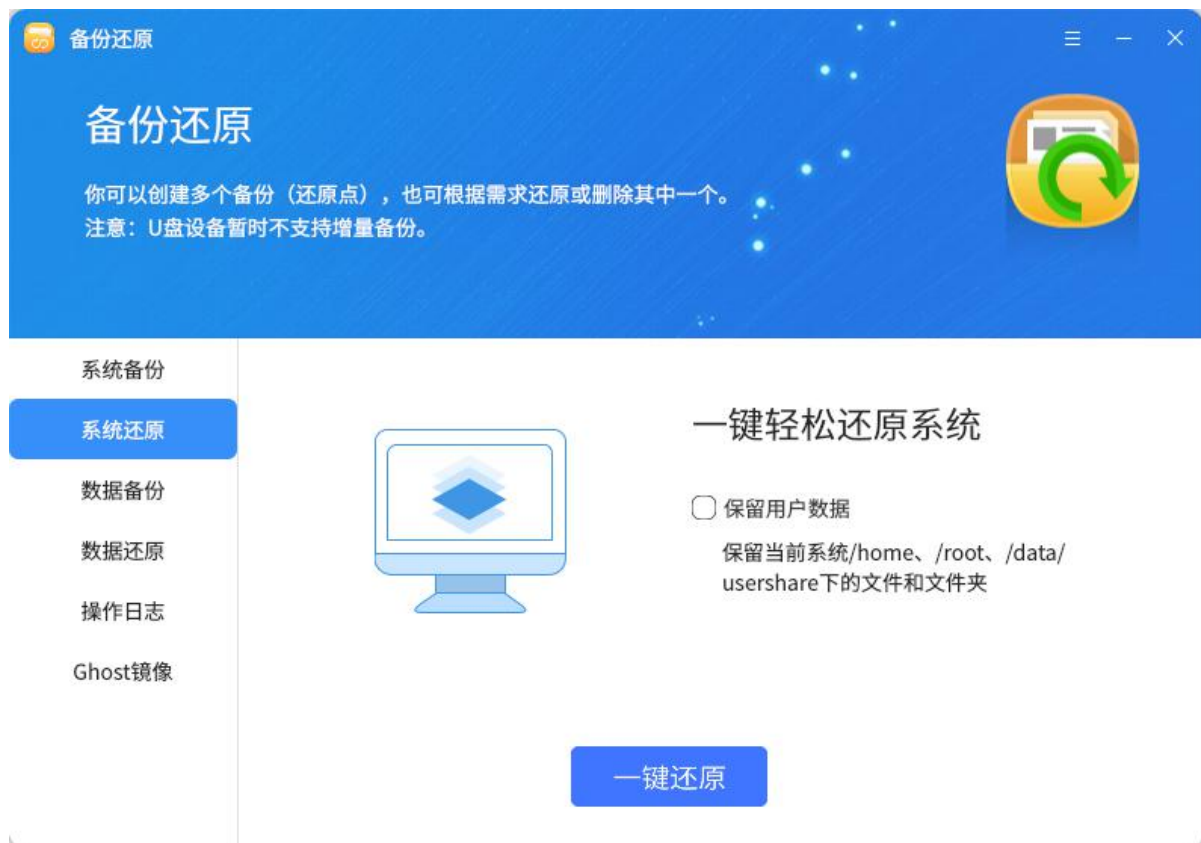 备份还原
备份还原
你可以创建多个备份（还原点），也可根据需求还原或删除其中一个。
注意：U盘设备暂时不支持增量备份。
系统备份
系统还原
数据备份
数据还原
操作日志
Ghost镜像
一键轻松还原系统
保留用户数据
保留当前系统/home、/root、/data/
usershare下的文件和文件夹
一键还原